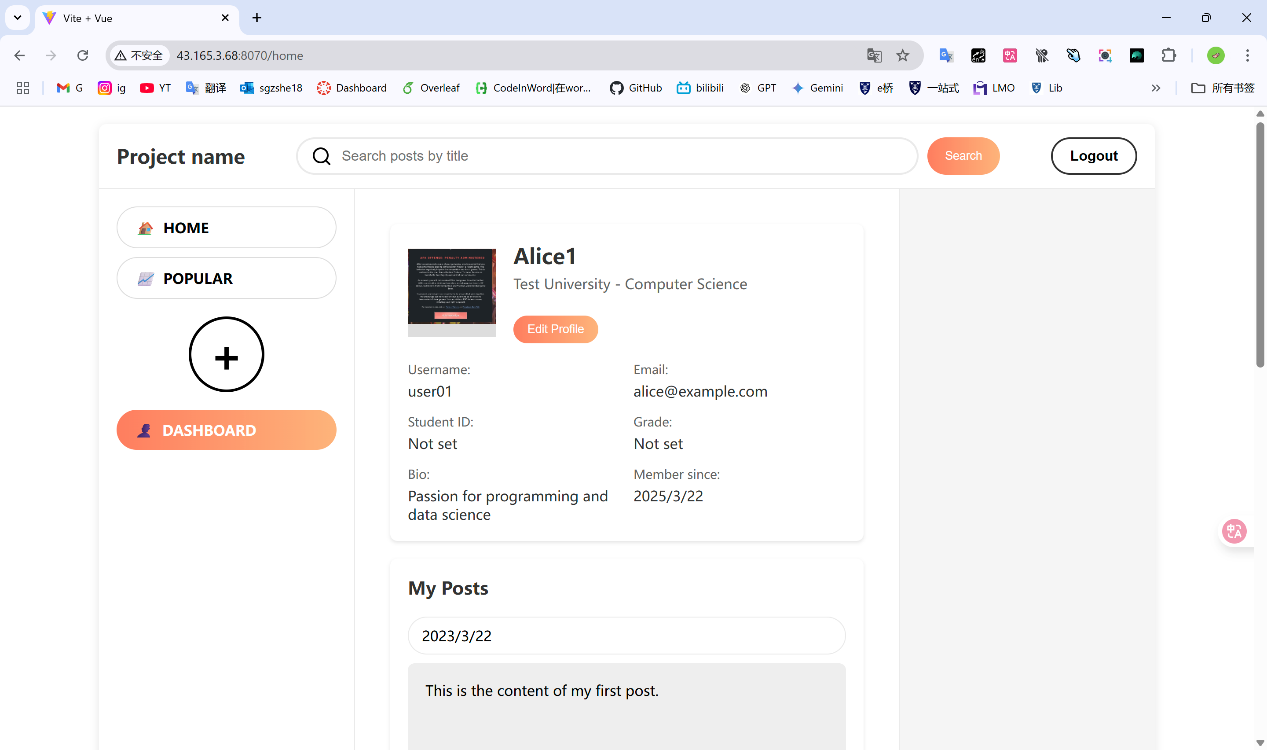 Vite + Vue
不安全 43.165.3.68:8070/home
G ig YT 翻译 sgzshe18 Dashboard Overleaf CodeInWord|在wor... GitHub bilibili GPT Gemini e桥 一站式 LMO Lib 所有书签
Project name Search posts by title Search Logout
HOME
POPULAR
+
DASHBOARD
Alice1
Test University - Computer Science
Edit Profile
Username: Email:
user01 alice@example.com
Student ID: Grade:
Not set Not set
Bio: Member since:
Passion for programming and 2025/3/22
data science
My Posts
2023/3/22
This is the content of my first post.